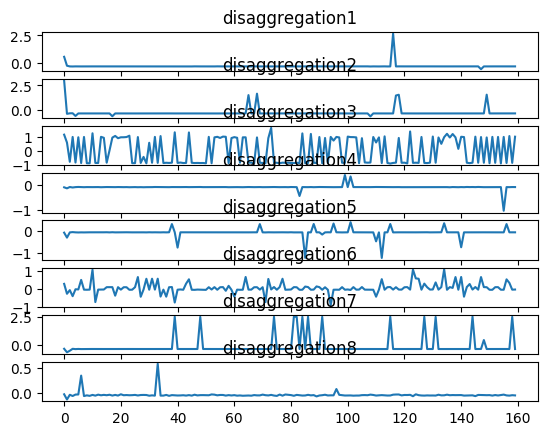 disaggregation1
2.5
0.0
disaggregation2
2.5
0.0
disaggregation3
1
0
−1
disaggregation4
0
−1
disaggregation5
0
−1
disaggregation6
1
0
−1
disaggregation7
2.5
0.0
disaggregation8
0.5
0.0
0 20 40 60 80 100 120 140 160